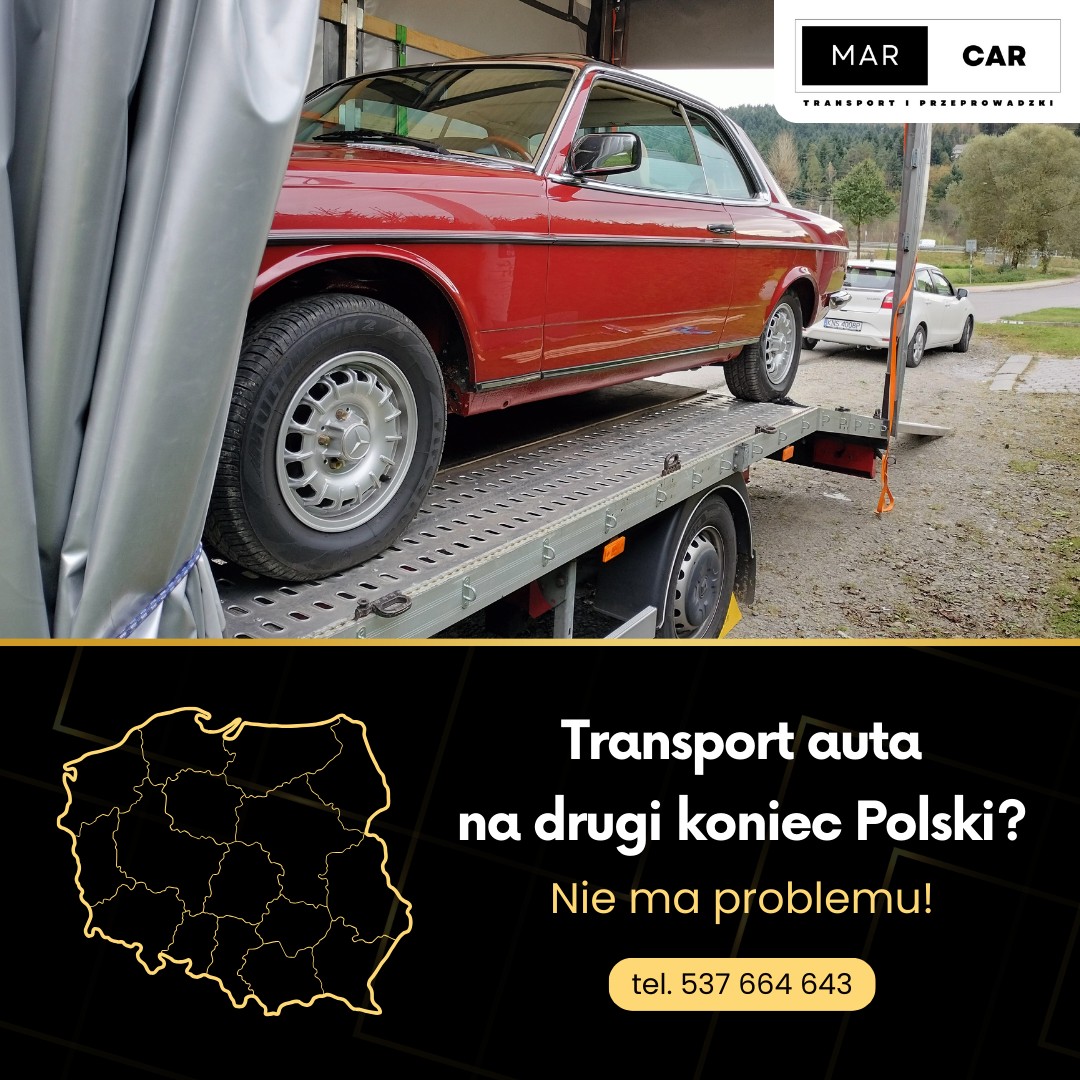 MAR CAR
TRANSPORT I PRZEPROWADZKI
Transport auta
na drugi koniec Polski?
Nie ma problemu!
tel. 537 664 643